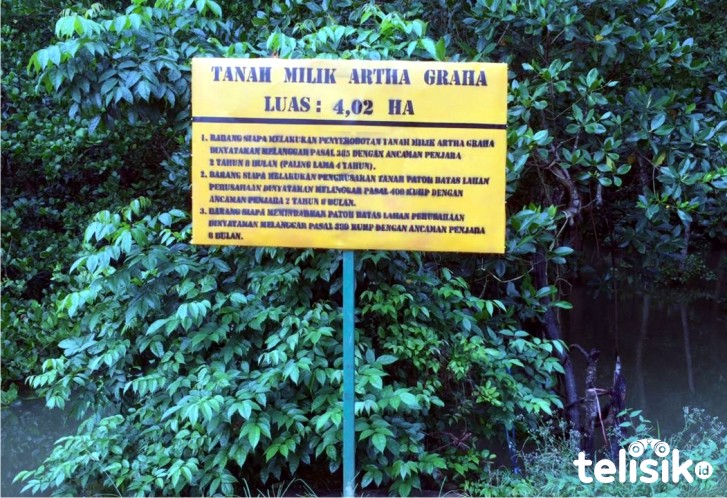 TANAH MILIK ARTHA GRAHA
LUAS : 4,02 HA
1. BARANG SIAPA MELAKUKAN PENYEROBOTAN TANAH MILIK ARTHA GRAHA
DINYATAKAN MELANGGAR PASAL 385 DENGAN ANCAMAN PENJARA
2 TAHUN 8 BULAN (PALING LAMA 4 TAHUN).
2. BARANG SIAPA MELAKUKAN PENGRUSAKAN TANAH PATOK BATAS LAHAN
PERUSAHAAN DINYATAKAN MELANGGAR PASAL 406 KUHP DENGAN
ANCAMAN PENJARA 2 TAHUN 8 BULAN.
3. BARANG SIAPA MEMINDAHKAN PATOK BATAS LAHAN PERUSAHAAN
DINYATAKAN MELANGGAR PASAL KUHP DENGAN ANCAMAN PENJARA
BULAN.
telisik.id